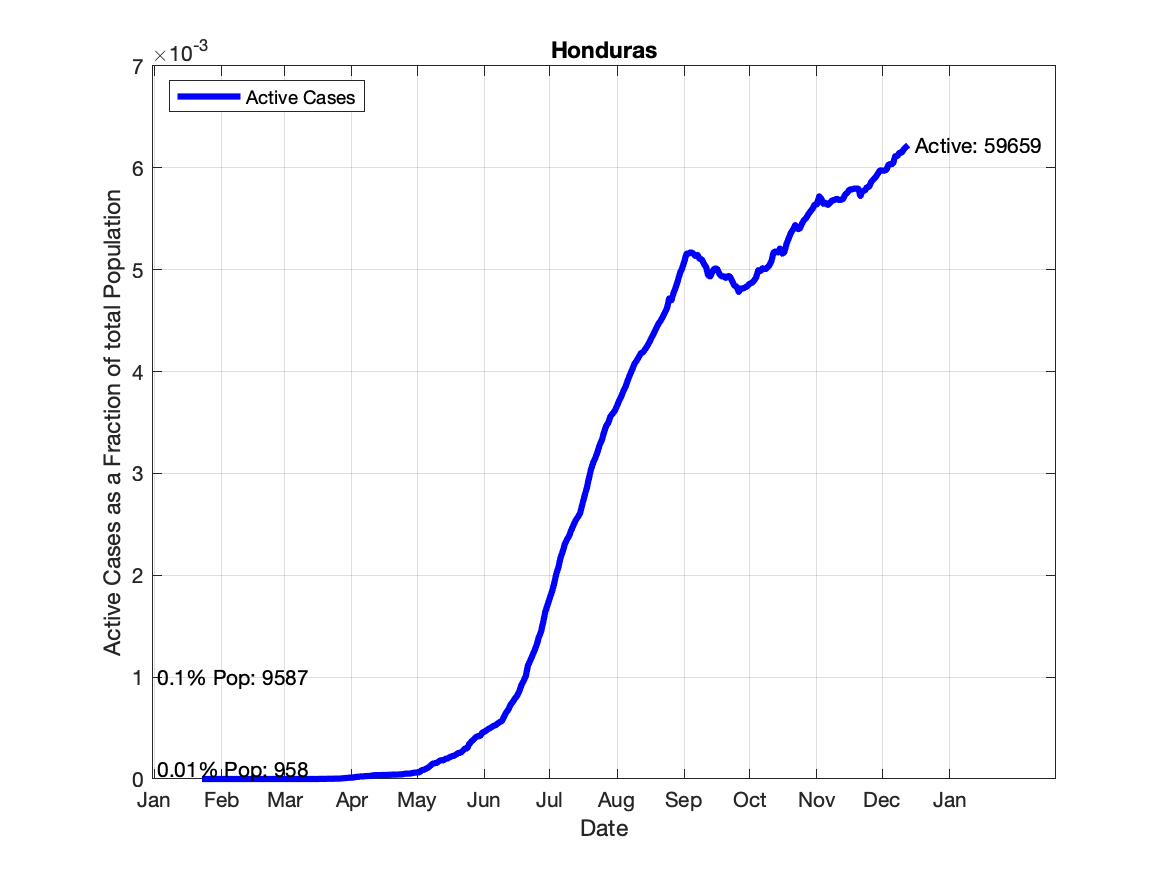 Honduras
×10-3
7
6
5
4
3
2
1
0
Active Cases as a Fraction of total Population
Active Cases
Active: 59659
0.1% Pop: 9587
0.01% Pop: 958
Jan Feb Mar Apr May Jun Jul Aug Sep Oct Nov Dec Jan
Date